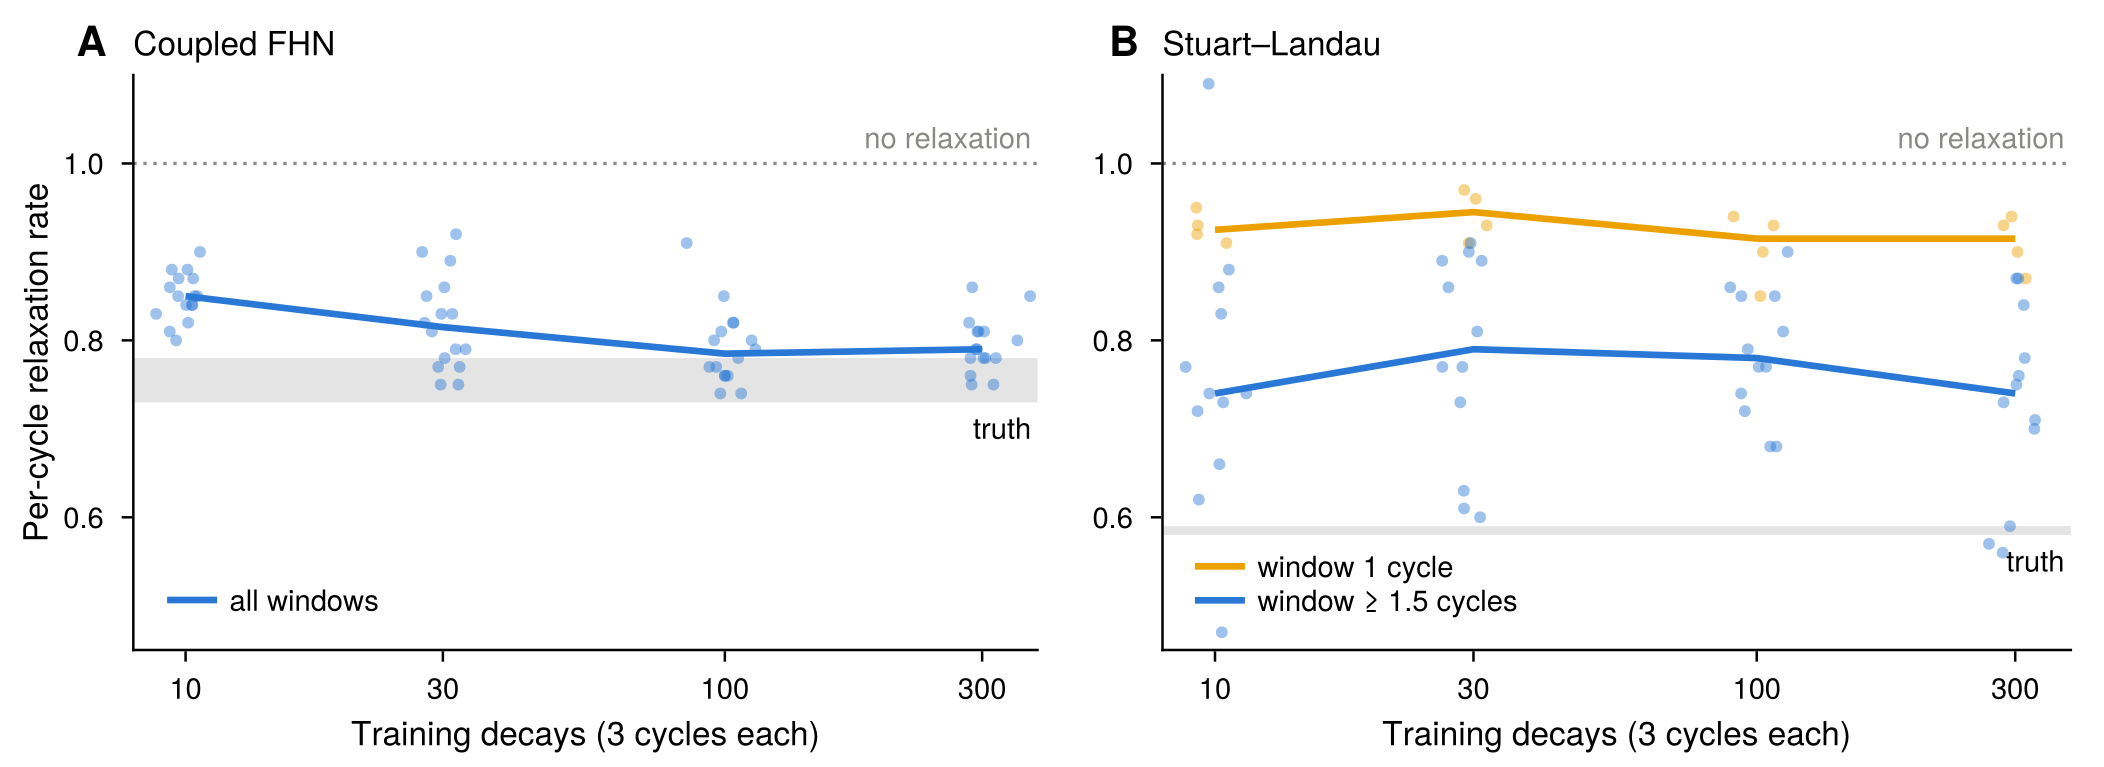 A Coupled FHN
Per-cycle relaxation rate
1.0
0.8
0.6
no relaxation
truth
all windows
10 30 100 300
Training decays (3 cycles each)
B Stuart–Landau
1.0
0.8
0.6
no relaxation
truth
window 1 cycle
window ≥ 1.5 cycles
10 30 100 300
Training decays (3 cycles each)